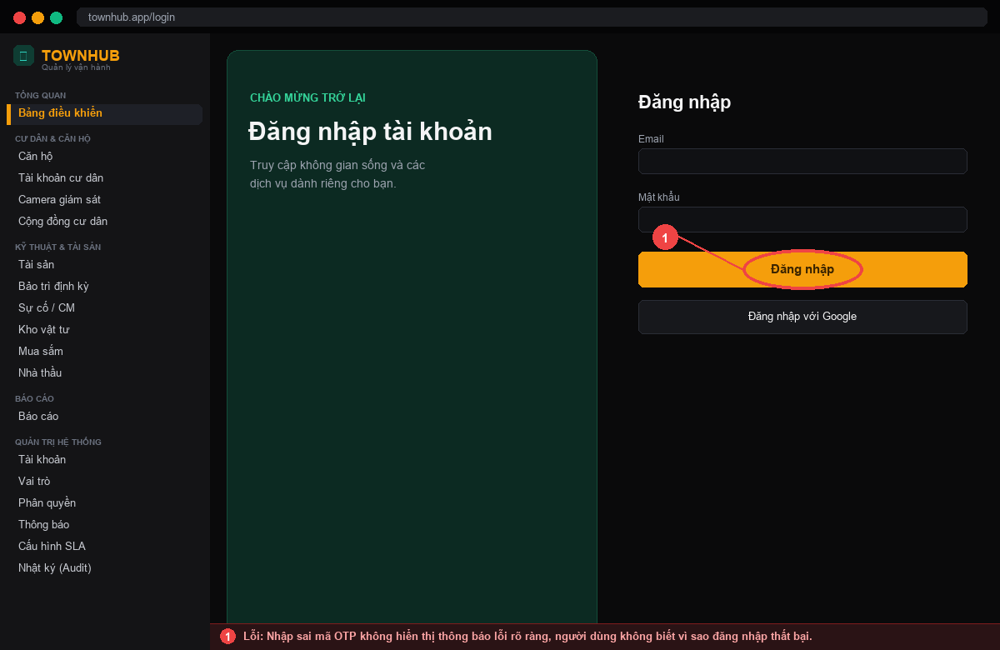 townhub.app/login
TOWNHUB
Quản lý vận hành
TỔNG QUAN
Bảng điều khiển
CƯ DÂN & CĂN HỘ
Căn hộ
Tài khoản cư dân
Camera giám sát
Cộng đồng cư dân
KỸ THUẬT & TÀI SẢN
Tài sản
Bảo trì định kỳ
Sự cố / CM
Kho vật tư
Mua sắm
Nhà thầu
BÁO CÁO
Báo cáo
QUẢN TRỊ HỆ THỐNG
Tài khoản
Vai trò
Phân quyền
Thông báo
Cấu hình SLA
Nhật ký (Audit)
CHÀO MỪNG TRỞ LẠI
Đăng nhập tài khoản
Truy cập không gian sống và các
dịch vụ dành riêng cho bạn.
Đăng nhập
Email
Mật khẩu
1
Đăng nhập
Đăng nhập với Google
1 Lỗi: Nhập sai mã OTP không hiển thị thông báo lỗi rõ ràng, người dùng không biết vì sao đăng nhập thất bại.